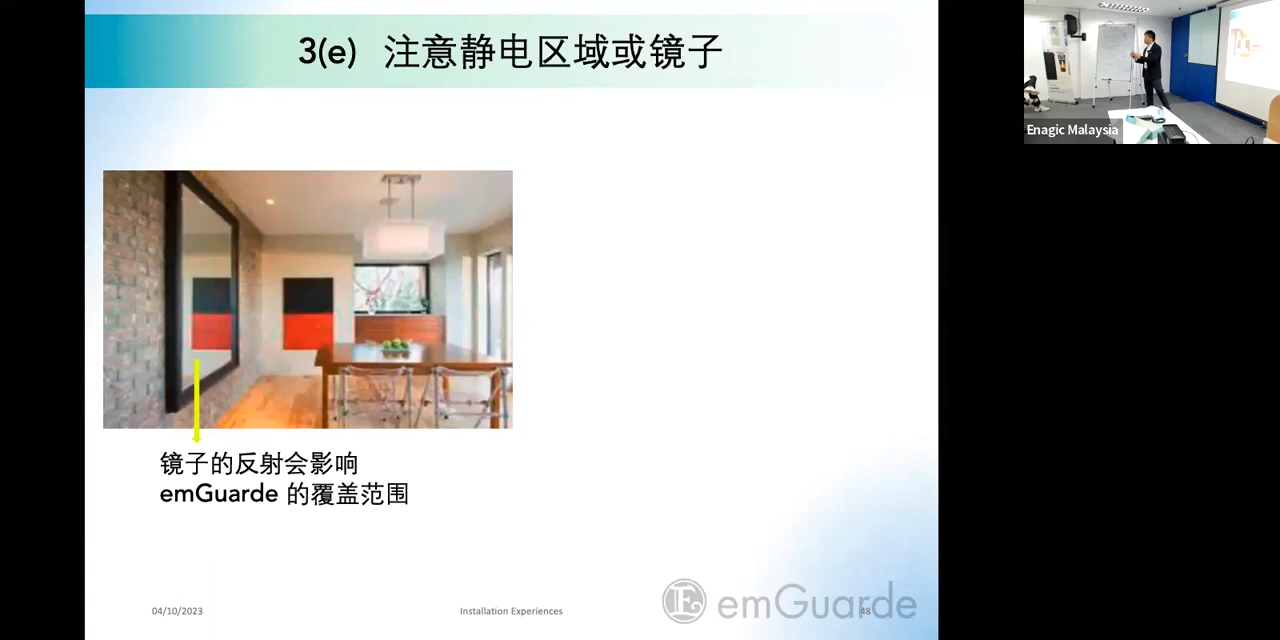 3(e) 注意静电区域或镜子
Enagic Malaysia
镜子的反射会影响
emGuarde 的覆盖范围
04/10/2023
Installation Experiences
48
E emGuarde